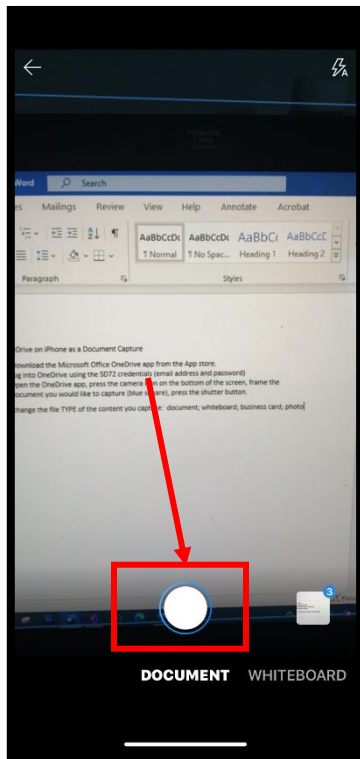 A
Word
Search
es Mailings Review View Help Annotate Acrobat
AaBbCcDc AaBbCcDc AaBbCc AaBbCcC
¶ Normal ¶ No Spac... Heading 1 Heading 2
Paragraph Styles
Drive on iPhone as a Document Capture
ownload the Microsoft Office OneDrive app from the App store.
og into OneDrive using the SD72 credentials (email address and password)
open the OneDrive app, press the camera on on the bottom of the screen, frame the
ocument you would like to capture (blue square), press the shutter button.
hange the file TYPE of the content you capture: document; whiteboard; business card, photo
3
DOCUMENT WHITEBOARD